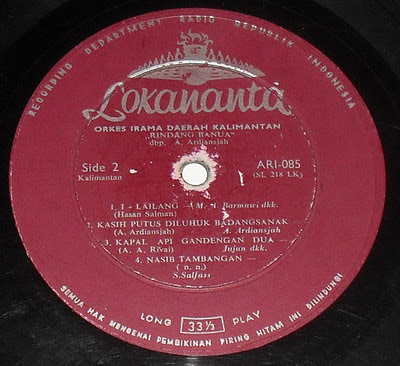 RECORDING DEPARTMENT RADIO REPUBLIK INDONESIA
Lokananta
ORKES IRAMA DAERAH KALIMANTAN
"RINDANG BANUA"
dbp. A. Ardiansjah
Side 2
Kalimantan
ARI-085
(SL 218 LK)
1. I - LAILANG - A. M. Barmawi dkk.
(Hasan Salman)
2. KASIH PUTUS DILUHUK BADANGSANAK
(A. Ardiansjah) A. Ardiansjah
3. KAPAL API GANDENGAN DUA
(A. A. Rivai) Jujun dkk.
4. NASIB TAMBANGAN -
( n. n.)
S. Salfass
LONG 33⅓ PLAY
SEMUA HAK MENGENAI PEMBIKINAN PIRING HITAM INI DILINDUNGI